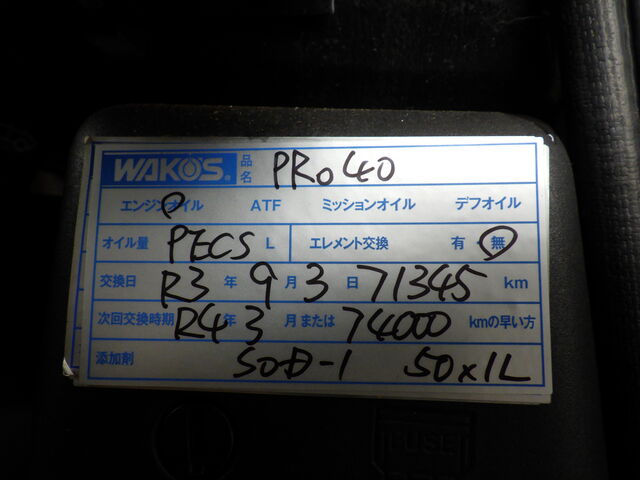 WAKO'S® 品名 PRo40
エンジンオイル ATF ミッションオイル デフオイル
オイル量 PECS L エレメント交換 有 無
交換日 R3 年 9 月 3 日 71345 km
次回交換時期 R4 年 3 月または 74000 kmの早い方
添加剤 SOD-1 50×1L
USE